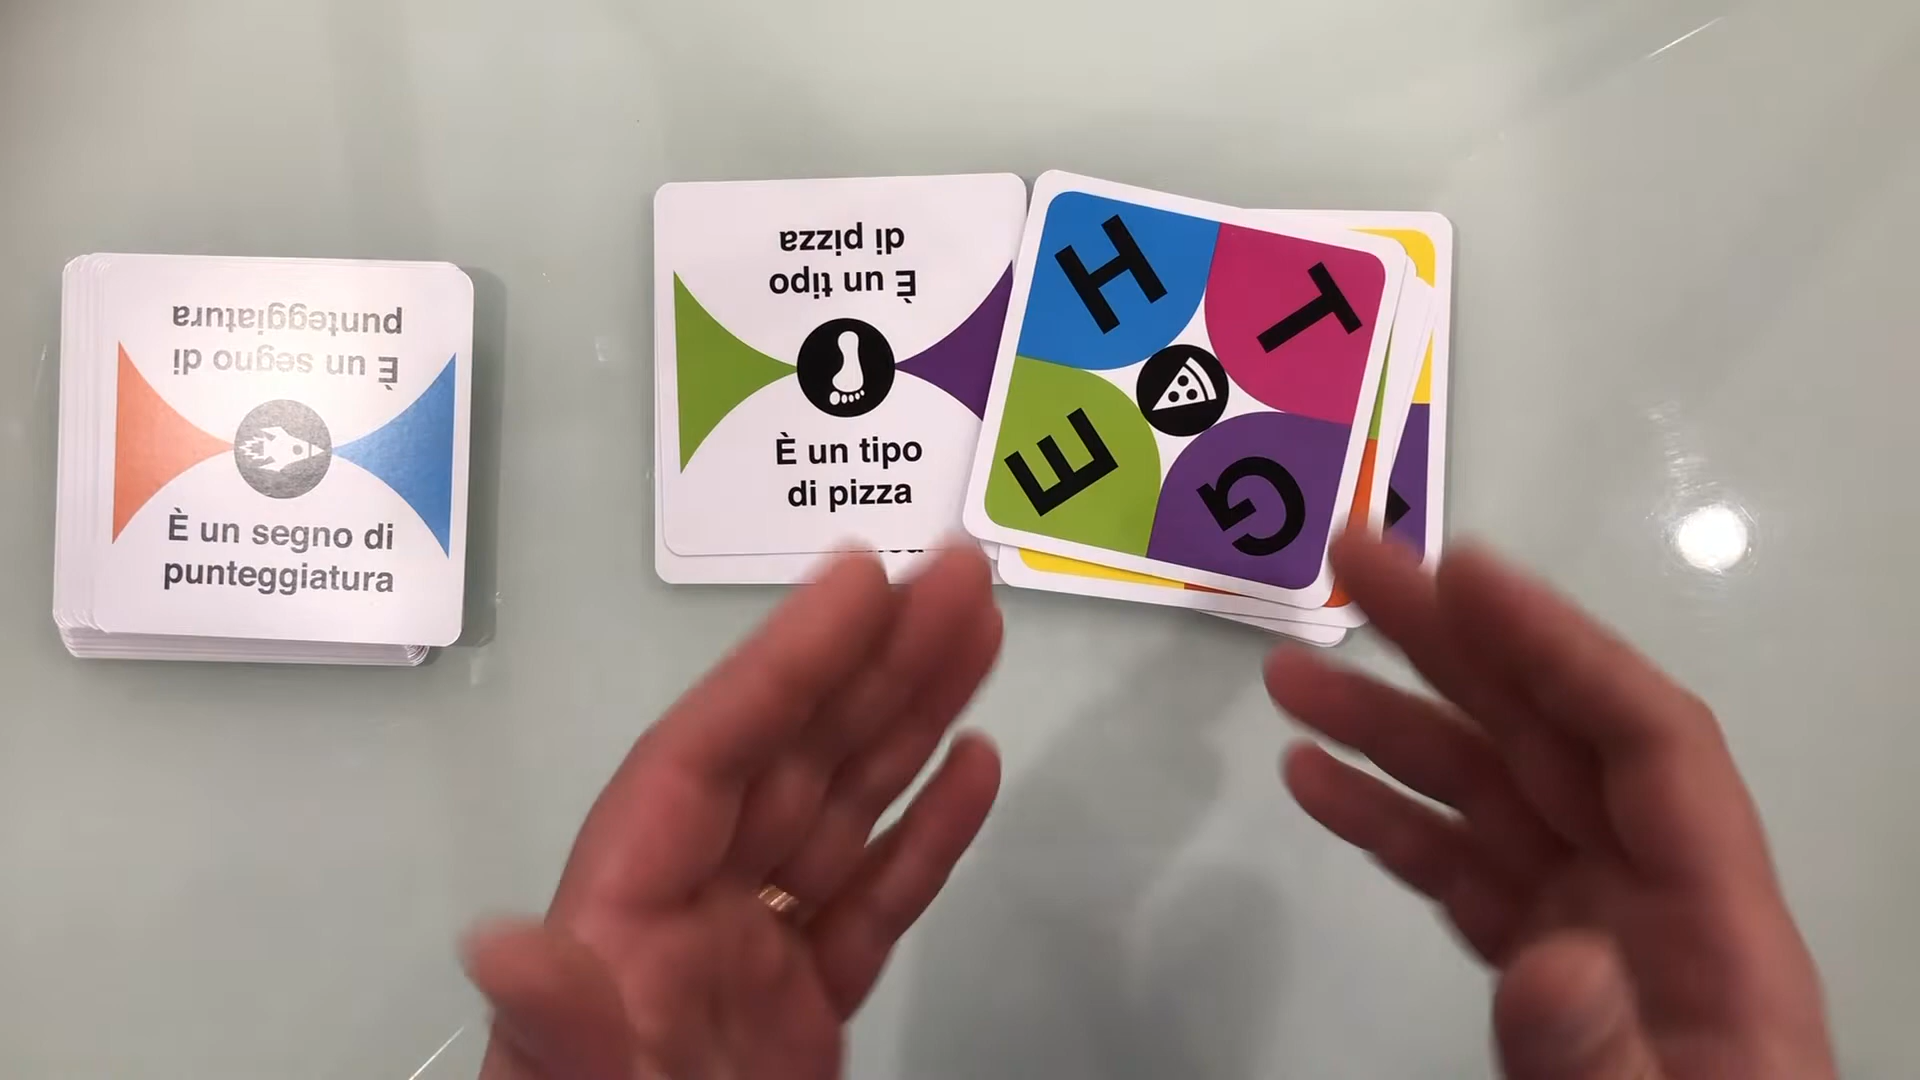 È un segno di
punteggiatura
È un segno di
punteggiatura
È un tipo
di pizza
È un tipo
di pizza
H
T
E
G